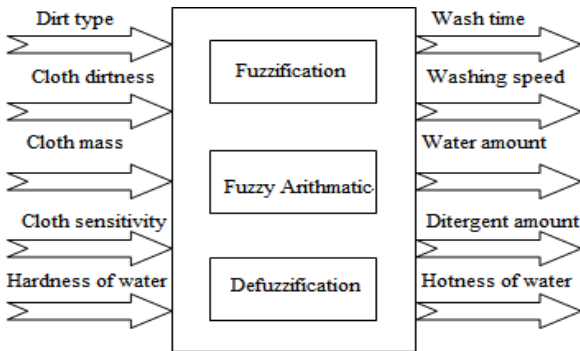 Dirt type
Cloth dirtness
Cloth mass
Cloth sensitivity
Hardness of water
Fuzzification
Fuzzy Arithmatic
Defuzzification
Wash time
Washing speed
Water amount
Ditergent amount
Hotness of water